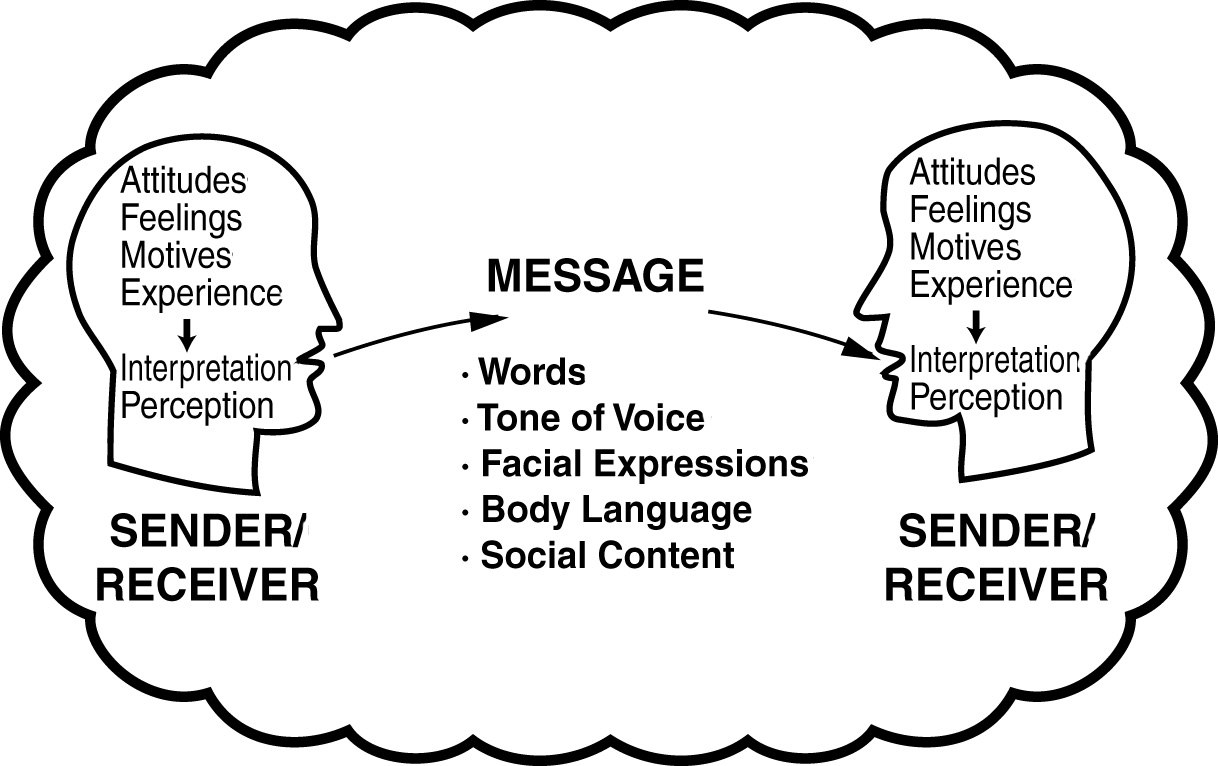 Attitudes
Feelings
Motives
Experience
Interpretation
Perception
SENDER/
RECEIVER
MESSAGE
· Words
· Tone of Voice
· Facial Expressions
· Body Language
· Social Content
Attitudes
Feelings
Motives
Experience
Interpretation
Perception
SENDER/
RECEIVER